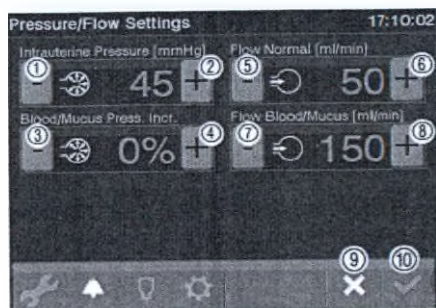 Pressure/Flow Settings 17:10:02
Intrauterine Pressure [mmHg] Flow Normal [ml/min]
① - 45 + ② ⑤ - 50 + ⑥
Blood/Mucus Press. Incr. Flow Blood/Mucus [ml/min]
③ - 0% + ④ ⑦ - 150 + ⑧
⑨ ⑩